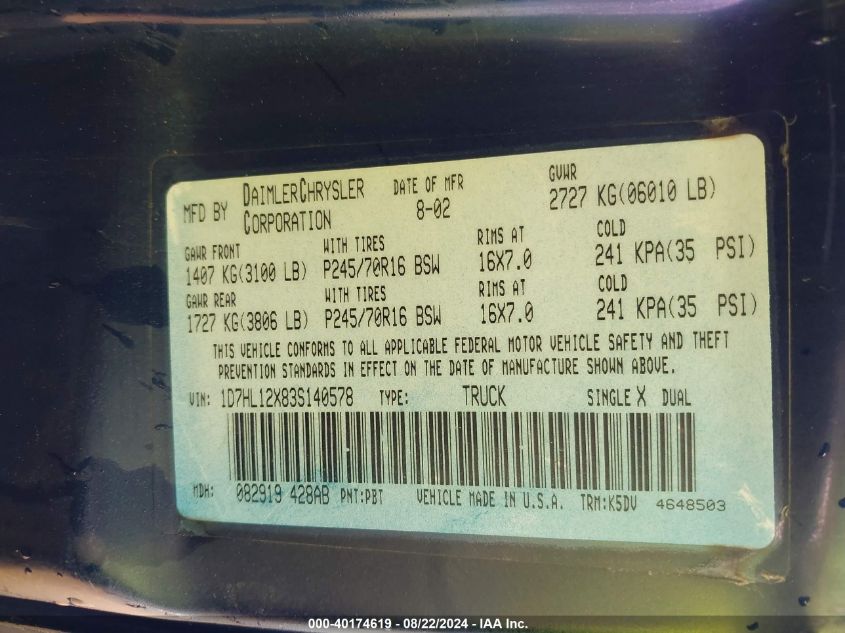 MFD BY DAIMLERCHRYSLER CORPORATION DATE OF MFR 8-02 GVWR 2727 KG(06010 LB)
GAWR FRONT WITH TIRES RIMS AT COLD
1407 KG(3100 LB) P245/70R16 BSW 16X7.0 241 KPA(35 PSI)
GAWR REAR WITH TIRES RIMS AT COLD
1727 KG(3806 LB) P245/70R16 BSW 16X7.0 241 KPA(35 PSI)
THIS VEHICLE CONFORMS TO ALL APPLICABLE FEDERAL MOTOR VEHICLE SAFETY AND THEFT
PREVENTION STANDARDS IN EFFECT ON THE DATE OF MANUFACTURE SHOWN ABOVE.
VIN: 1D7HL12X83S140578 TYPE: TRUCK SINGLE X DUAL
MDH: 082919 428AB PNT:PBT VEHICLE MADE IN U.S.A. TRM:K5DV 4648503
000-40174619 - 08/22/2024 - IAA Inc.